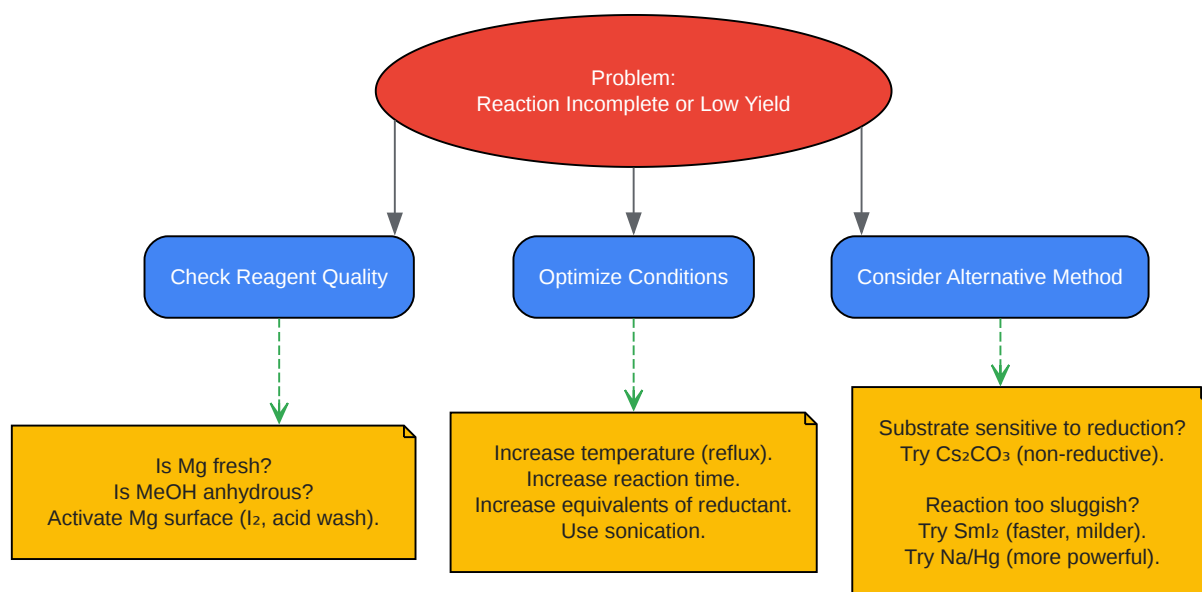 Problem:
Reaction Incomplete or Low Yield
Check Reagent Quality
Optimize Conditions
Consider Alternative Method
Is Mg fresh?
Is MeOH anhydrous?
Activate Mg surface (I₂, acid wash).
Increase temperature (reflux).
Increase reaction time.
Increase equivalents of reductant.
Use sonication.
Substrate sensitive to reduction?
Try Cs₂CO₃ (non-reductive).
Reaction too sluggish?
Try SmI₂ (faster, milder).
Try Na/Hg (more powerful).